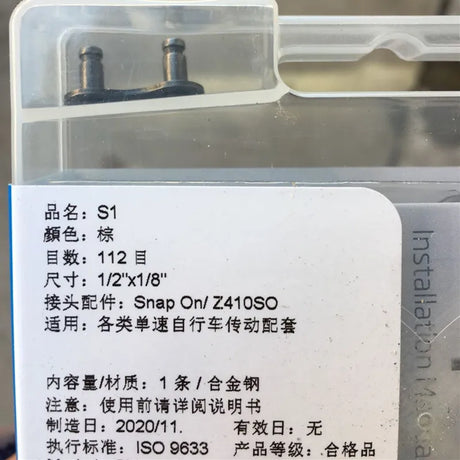 品名：S1
顏色：棕
目数：112 目
尺寸：1/2"x1/8"
接头配件：Snap On/ Z410SO
适用：各类单速自行车传动配套
内容量/材质：1 条 / 合金钢
注意：使用前请详阅说明书
制造日：2020/11. 有效日：无
执行标准：ISO 9633 产品等级：合格品
Installation